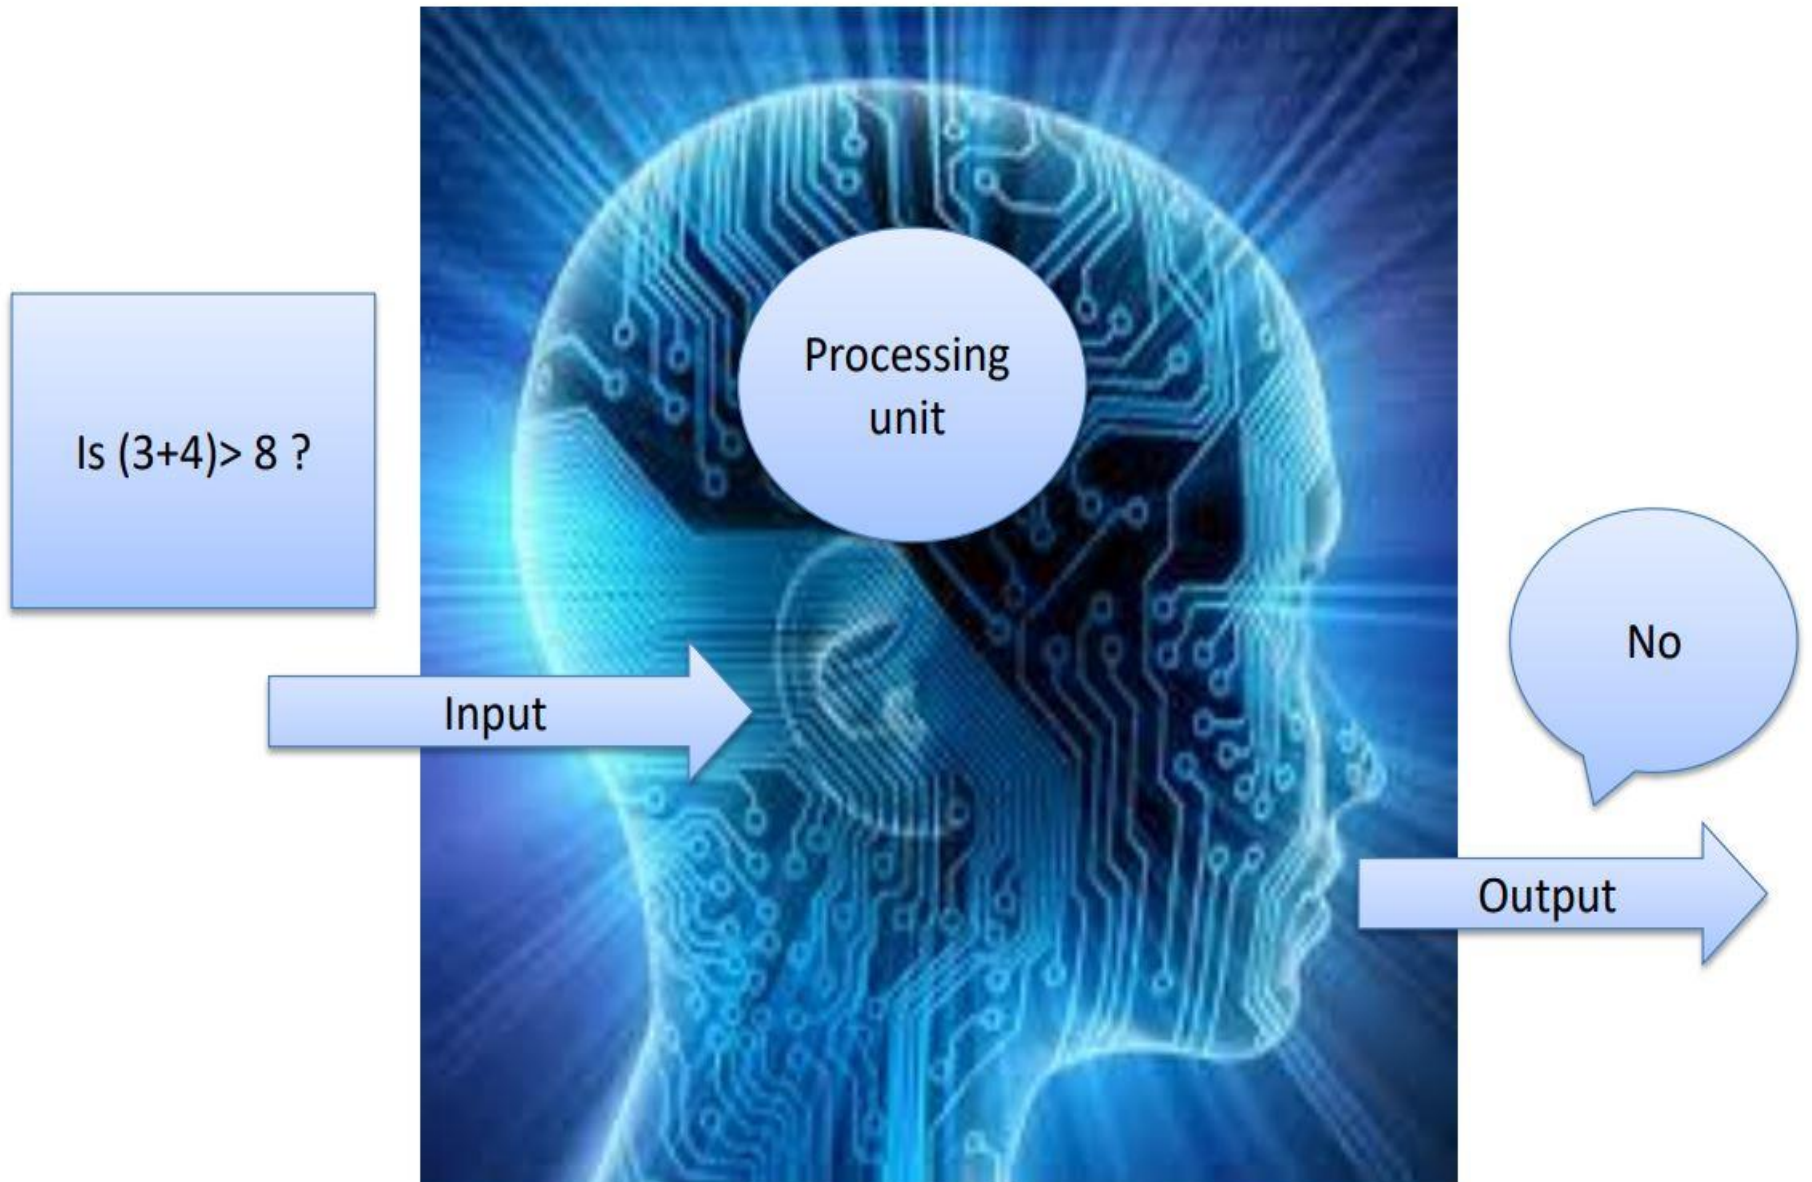 Is (3+4)> 8 ?
Processing
unit
Input
No
Output